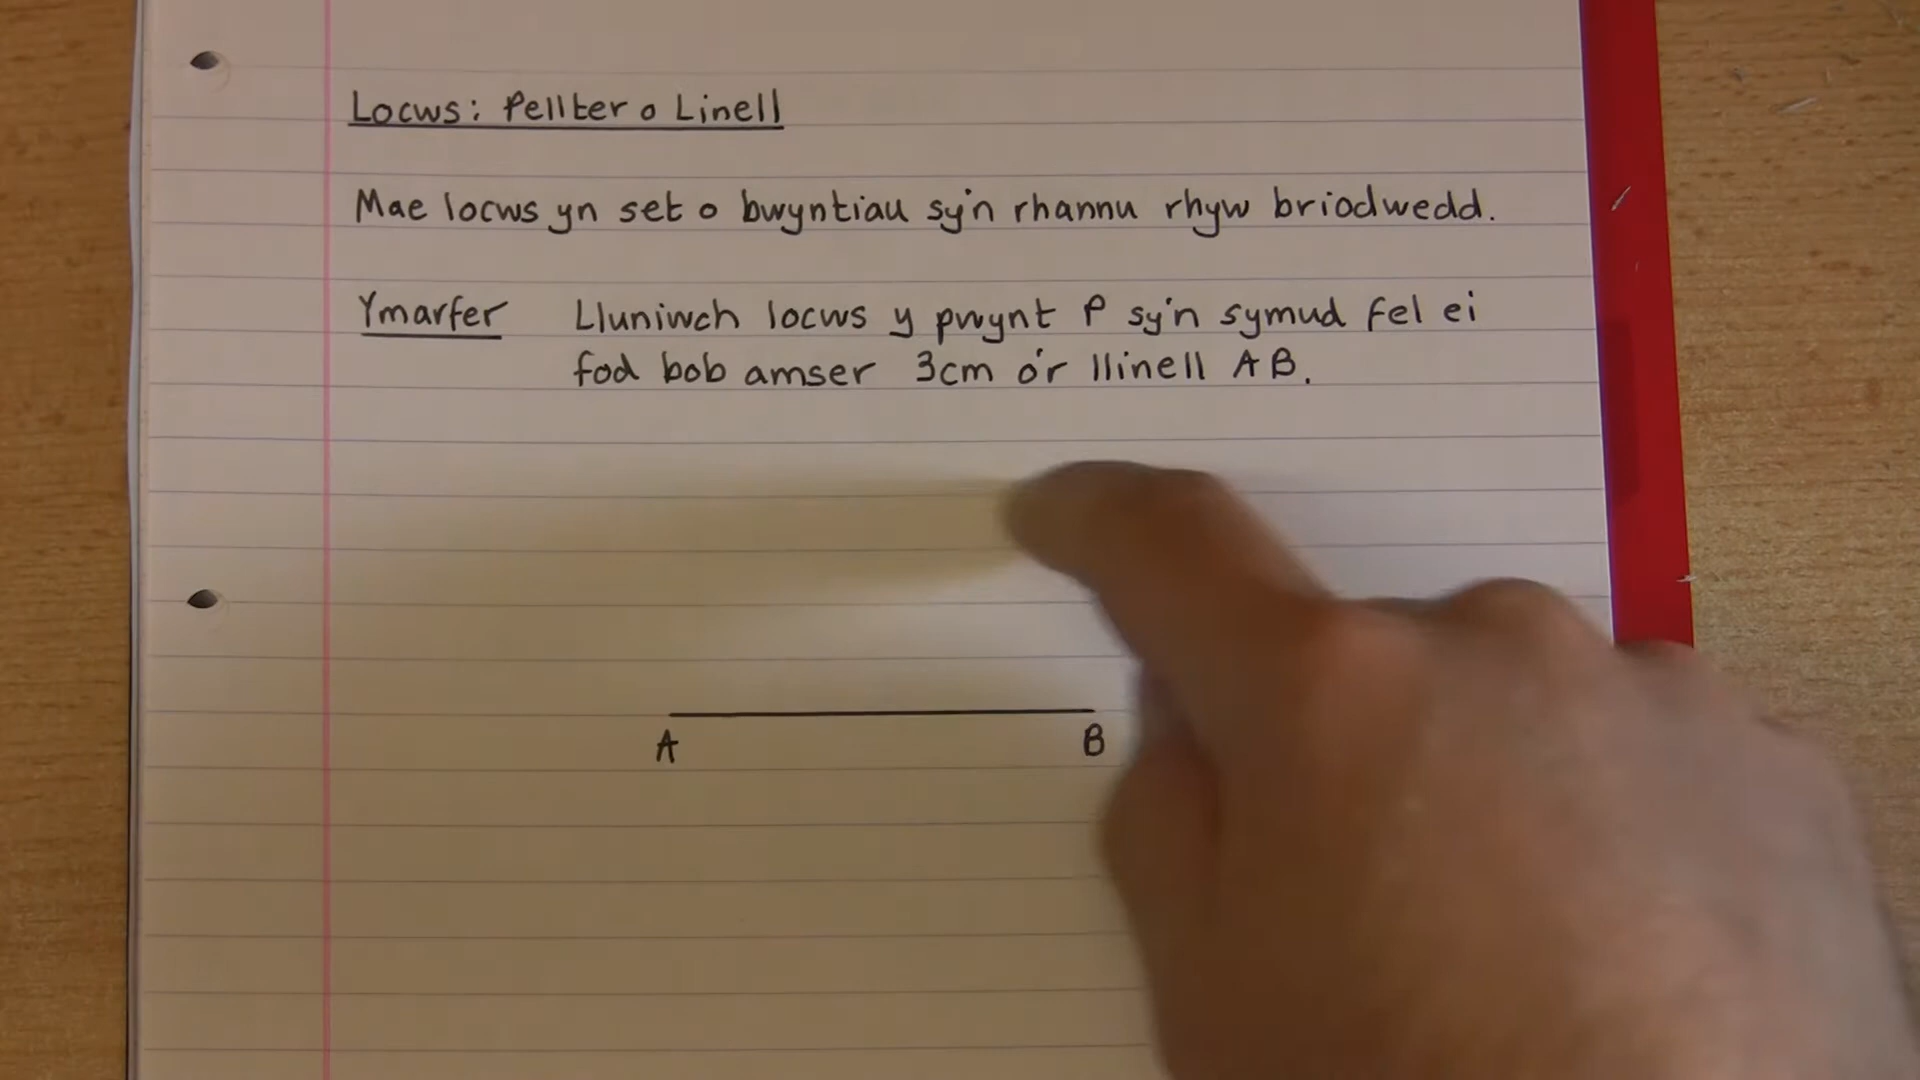 Locws: Pellter o Linell
Mae locws yn set o bwyntiau sy'n rhannu rhyw briodwedd.
Ymarfer Lluniwch locws y pwynt P sy'n symud fel ei
fod bob amser 3cm o'r llinell AB.
A B